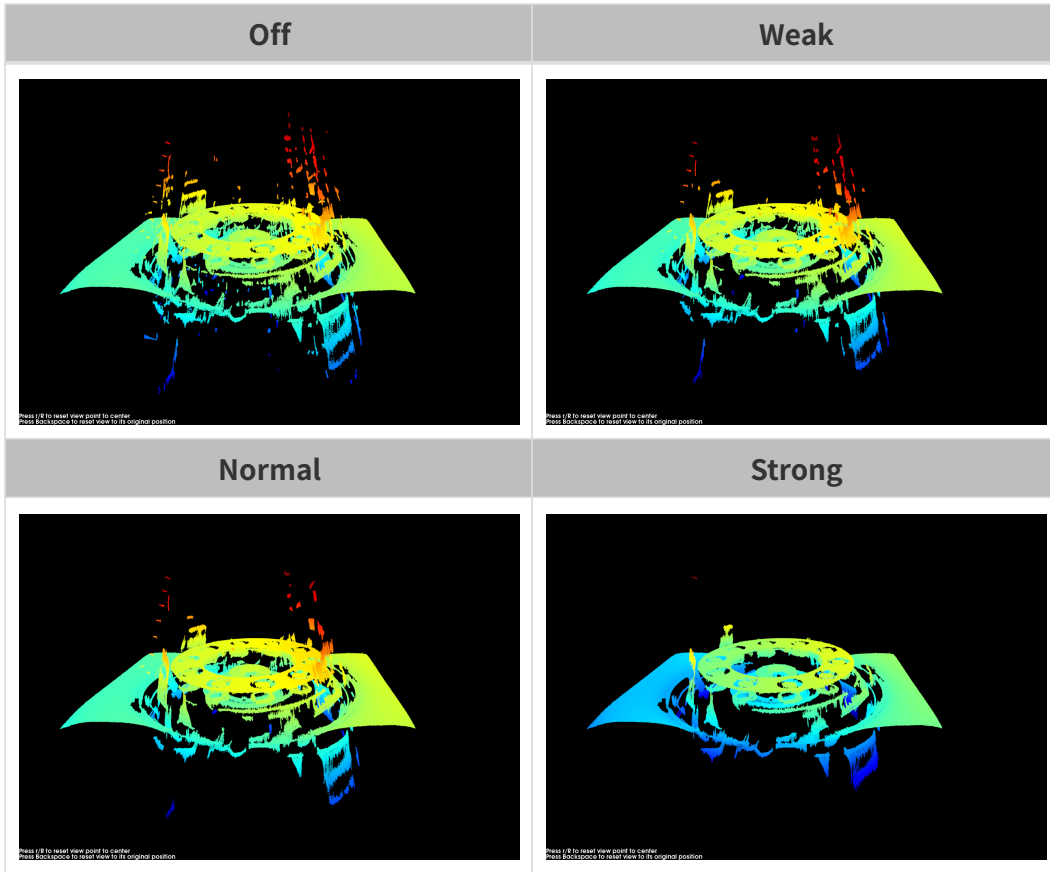 Off
Weak
Press r/R to reset view point to center
Press Backspace to reset view to its original position
Press r/R to reset view point to center
Press Backspace to reset view to its original position
Normal
Strong
Press r/R to reset view point to center
Press Backspace to reset view to its original position
Press r/R to reset view point to center
Press Backspace to reset view to its original position